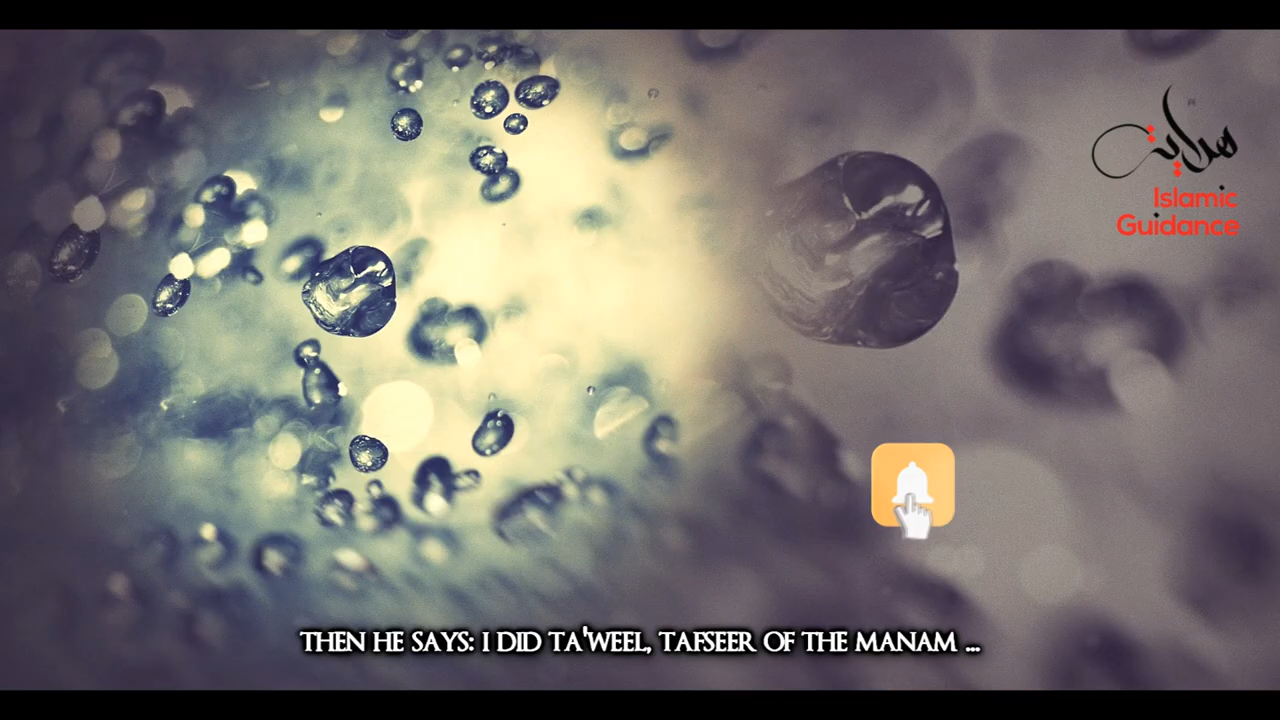 هداية
Islamic
Guidance
THEN HE SAYS: I DID TA'WEEL, TAFSEER OF THE MANAM ...